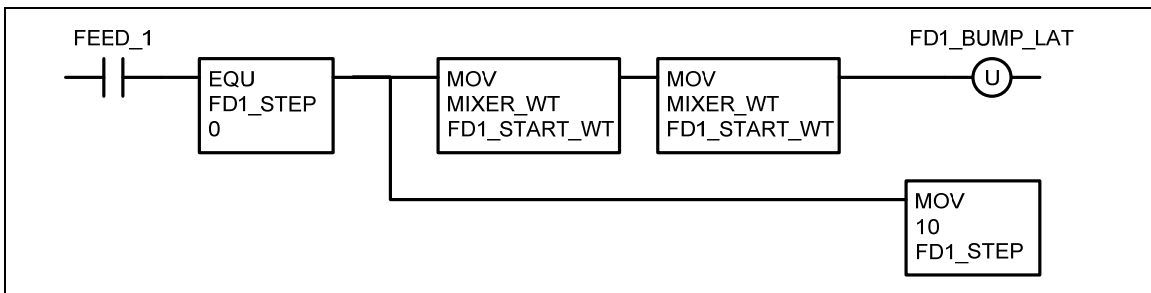 FEED_1
FD1_BUMP_LAT
EQU
FD1_STEP
0
MOV
MIXER_WT
FD1_START_WT
MOV
MIXER_WT
FD1_START_WT
U
MOV
10
FD1_STEP